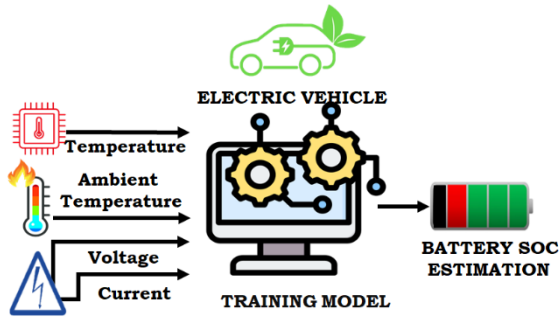 ELECTRIC VEHICLE
Temperature
Ambient
Temperature
Voltage
Current
TRAINING MODEL
BATTERY SOC
ESTIMATION